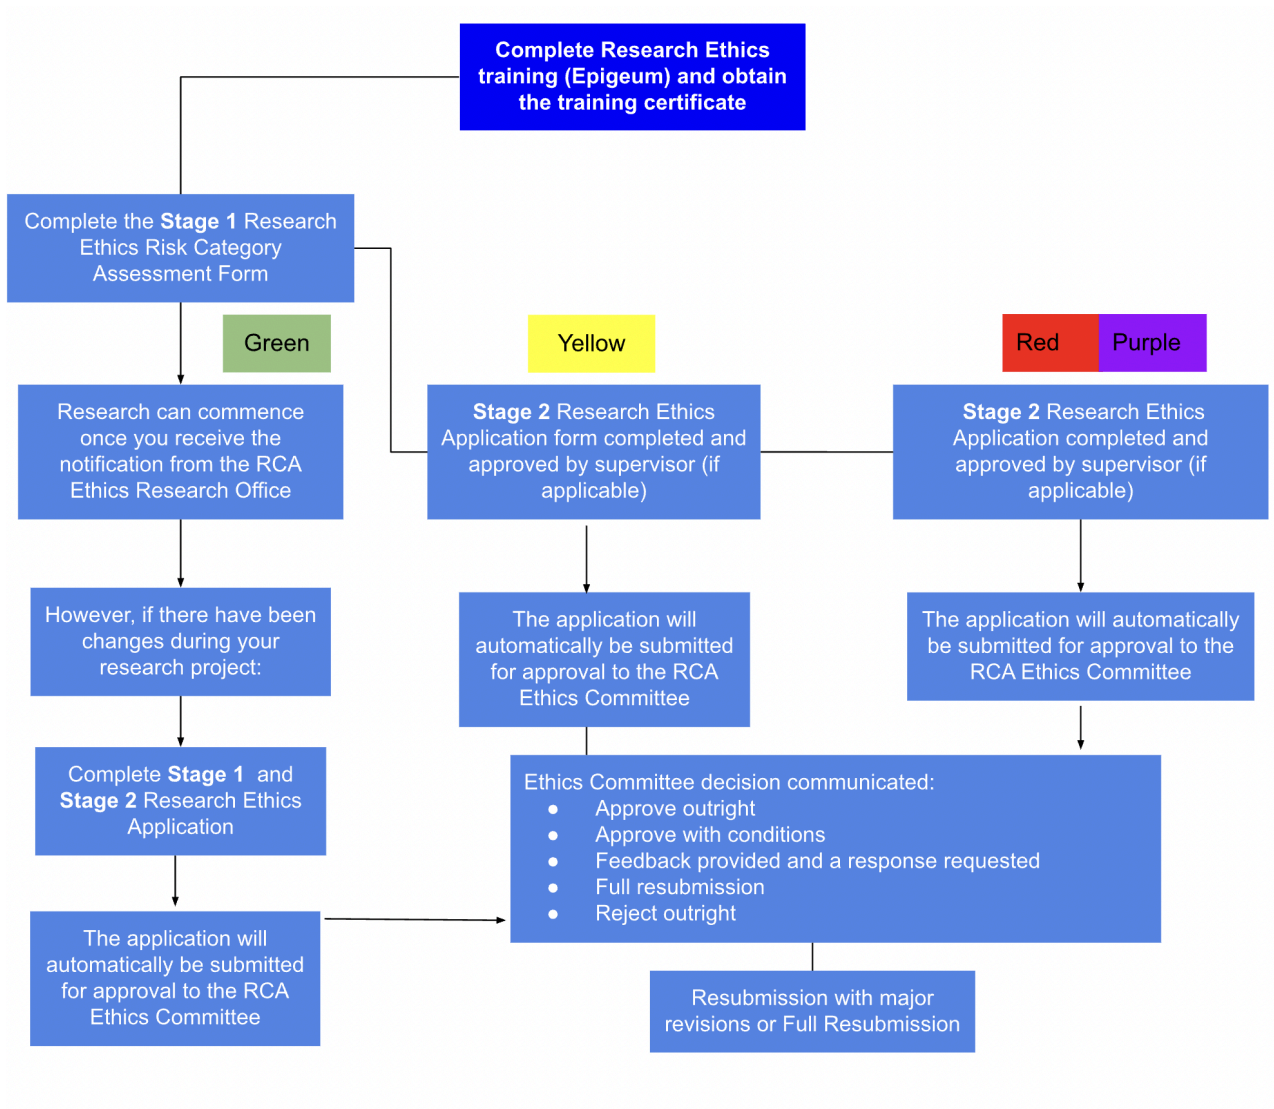 Complete Research Ethics
training (Epigeum) and obtain
the training certificate
Complete the Stage 1 Research
Ethics Risk Category
Assessment Form
Green
Yellow
Red
Purple
Research can commence
once you receive the
notification from the RCA
Ethics Research Office
Stage 2 Research Ethics
Application form completed and
approved by supervisor (if
applicable)
Stage 2 Research Ethics
Application completed and
approved by supervisor (if
applicable)
However, if there have been
changes during your
research project:
The application will
automatically be submitted
for approval to the RCA
Ethics Committee
The application will automatically
be submitted for approval to the
RCA Ethics Committee
Complete Stage 1 and
Stage 2 Research Ethics
Application
Ethics Committee decision communicated:
● Approve outright
● Approve with conditions
● Feedback provided and a response requested
● Full resubmission
● Reject outright
The application will
automatically be submitted
for approval to the RCA
Ethics Committee
Resubmission with major
revisions or Full Resubmission